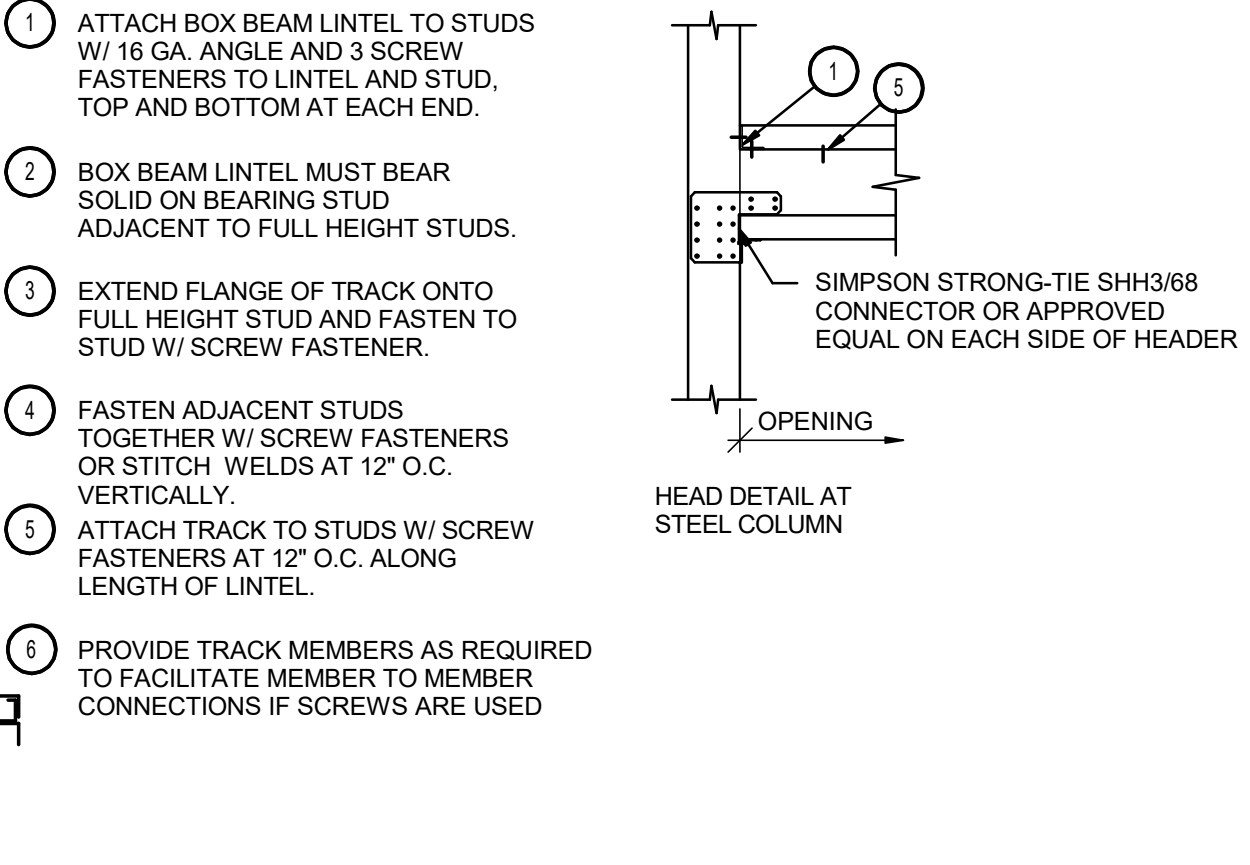 1
ATTACH BOX BEAM LINTEL TO STUDS
W/ 16 GA. ANGLE AND 3 SCREW
FASTENERS TO LINTEL AND STUD,
TOP AND BOTTOM AT EACH END.
2
BOX BEAM LINTEL MUST BEAR
SOLID ON BEARING STUD
ADJACENT TO FULL HEIGHT STUDS.
3
EXTEND FLANGE OF TRACK ONTO
FULL HEIGHT STUD AND FASTEN TO
STUD W/ SCREW FASTENER.
4
FASTEN ADJACENT STUDS
TOGETHER W/ SCREW FASTENERS
OR STITCH WELDS AT 12" O.C.
VERTICALLY.
5
ATTACH TRACK TO STUDS W/ SCREW
FASTENERS AT 12" O.C. ALONG
LENGTH OF LINTEL.
6
PROVIDE TRACK MEMBERS AS REQUIRED
TO FACILITATE MEMBER TO MEMBER
CONNECTIONS IF SCREWS ARE USED
1
5
SIMPSON STRONG-TIE SHH3/68
CONNECTOR OR APPROVED
EQUAL ON EACH SIDE OF HEADER
OPENING
HEAD DETAIL AT
STEEL COLUMN